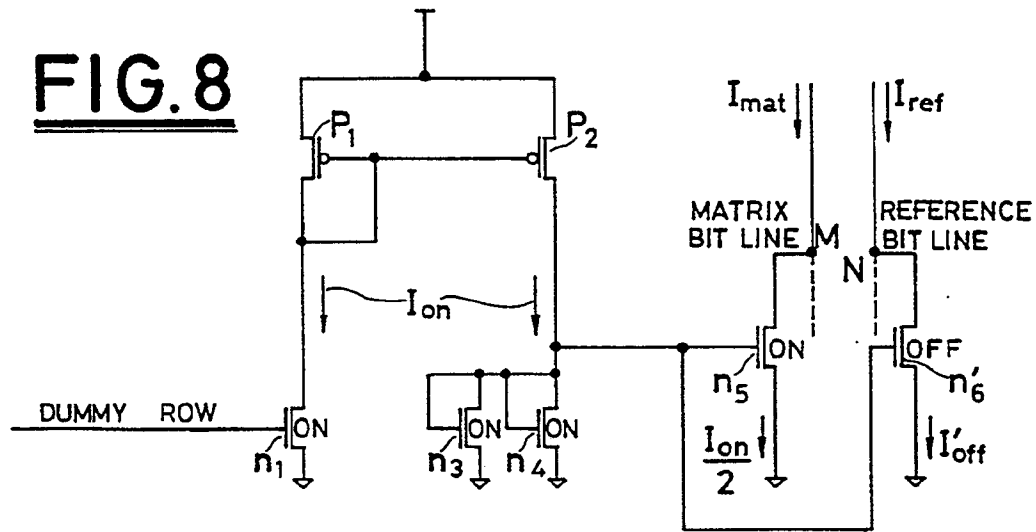 FIG. 8
P1
P2
Imat
Iref
MATRIX
BIT LINE
M
REFERENCE
BIT LINE
N
Ion
ON
n5
OFF
n'6
DUMMY ROW
n1
ON
n3
ON
n4
ON
Ion/2
I'off